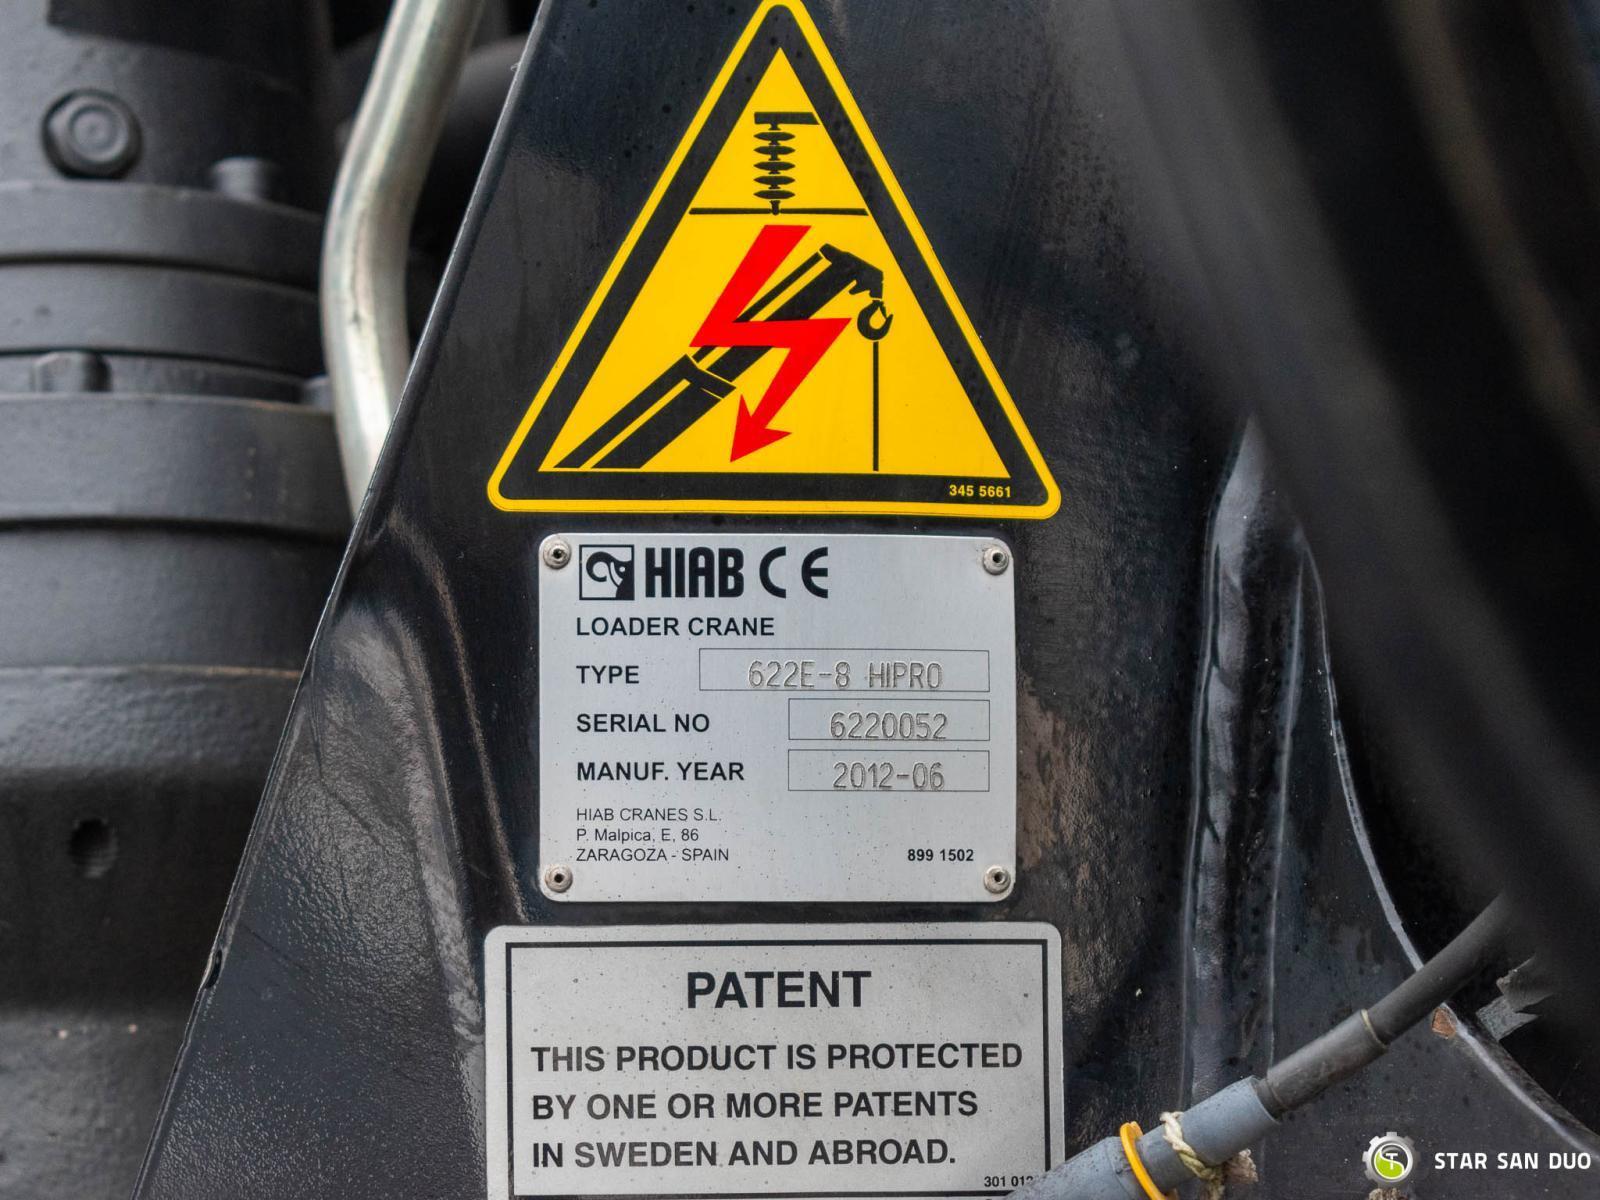 345 5661
HIAB CE
LOADER CRANE
TYPE 622E-8 HIPRO
SERIAL NO 6220052
MANUF. YEAR 2012-06
HIAB CRANES S.L.
P. Malpica, E, 86
ZARAGOZA - SPAIN 899 1502
PATENT
THIS PRODUCT IS PROTECTED
BY ONE OR MORE PATENTS
IN SWEDEN AND ABROAD.
301
STAR SAN DUO